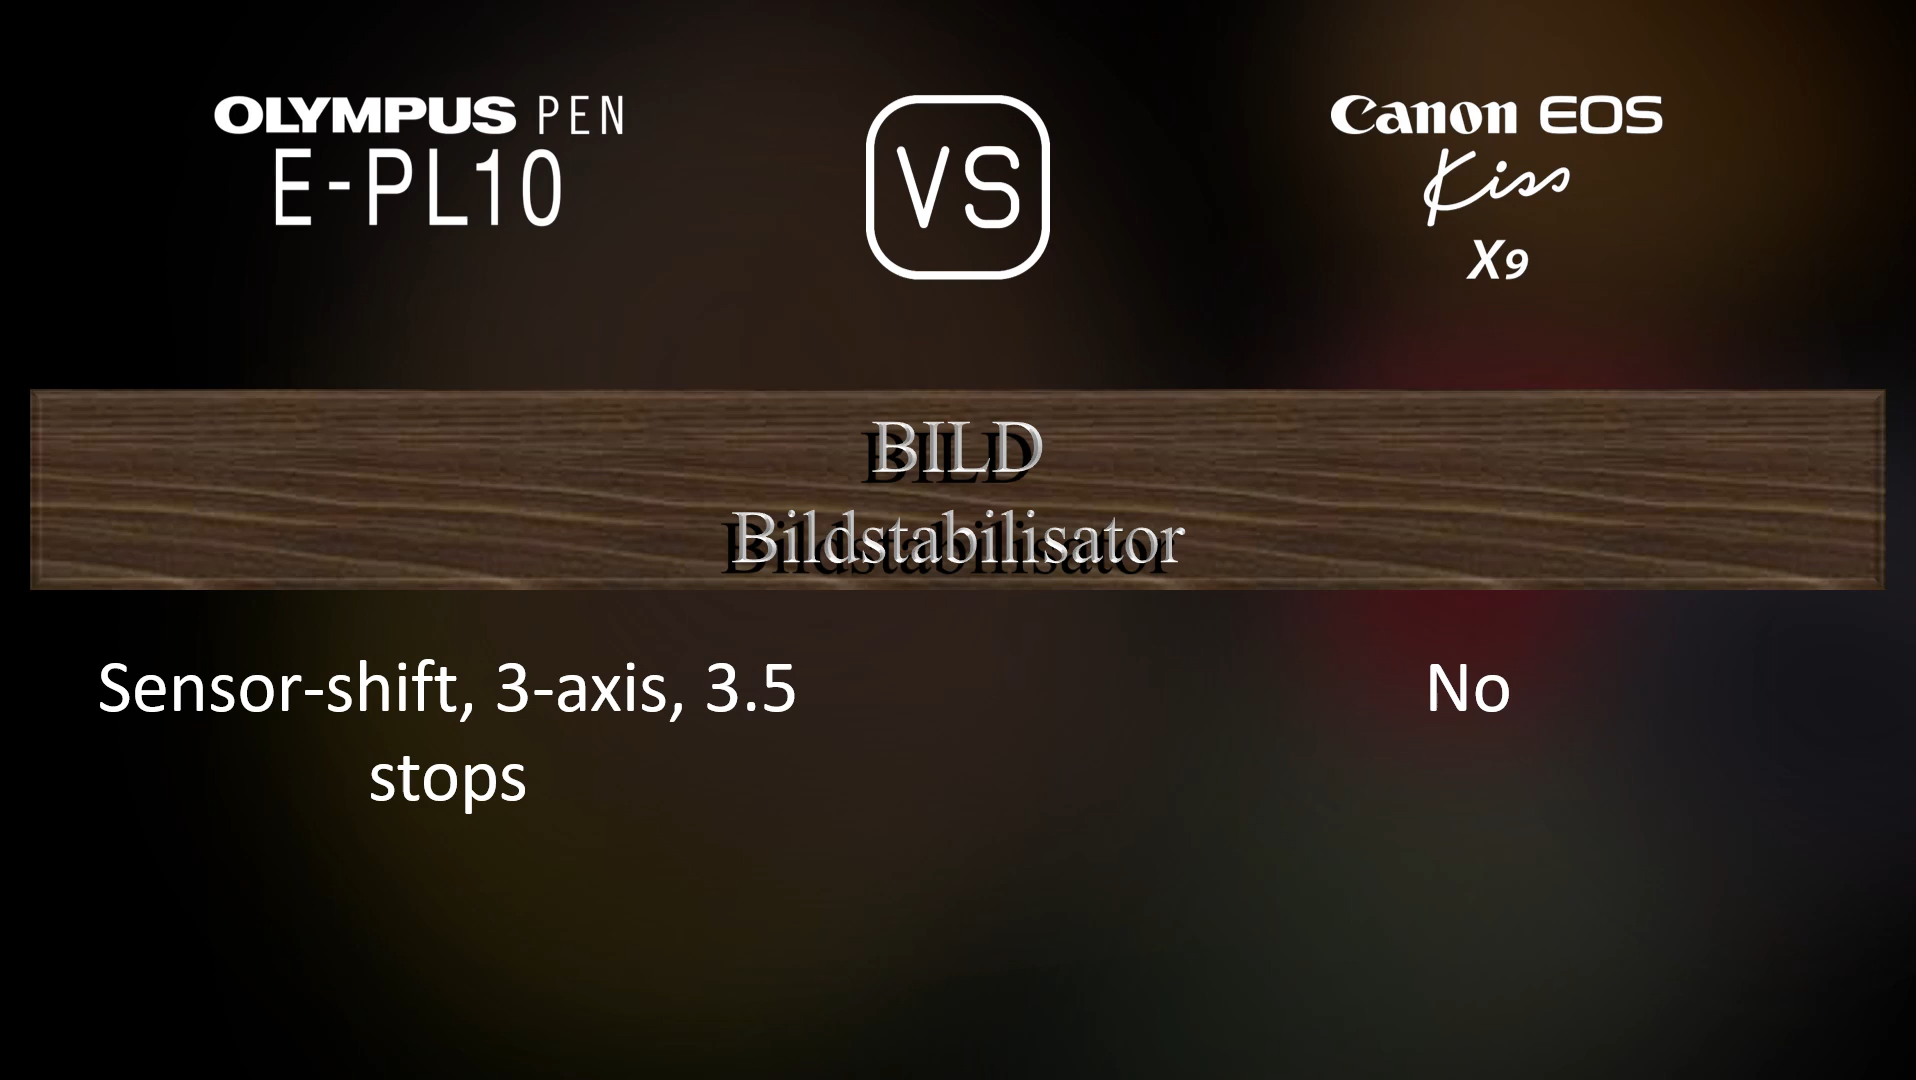 OLYMPUS PEN
E-PL10
VS
Canon EOS
Kiss
X9
BILD
Bildstabilisator
Sensor-shift, 3-axis, 3.5
stops
No